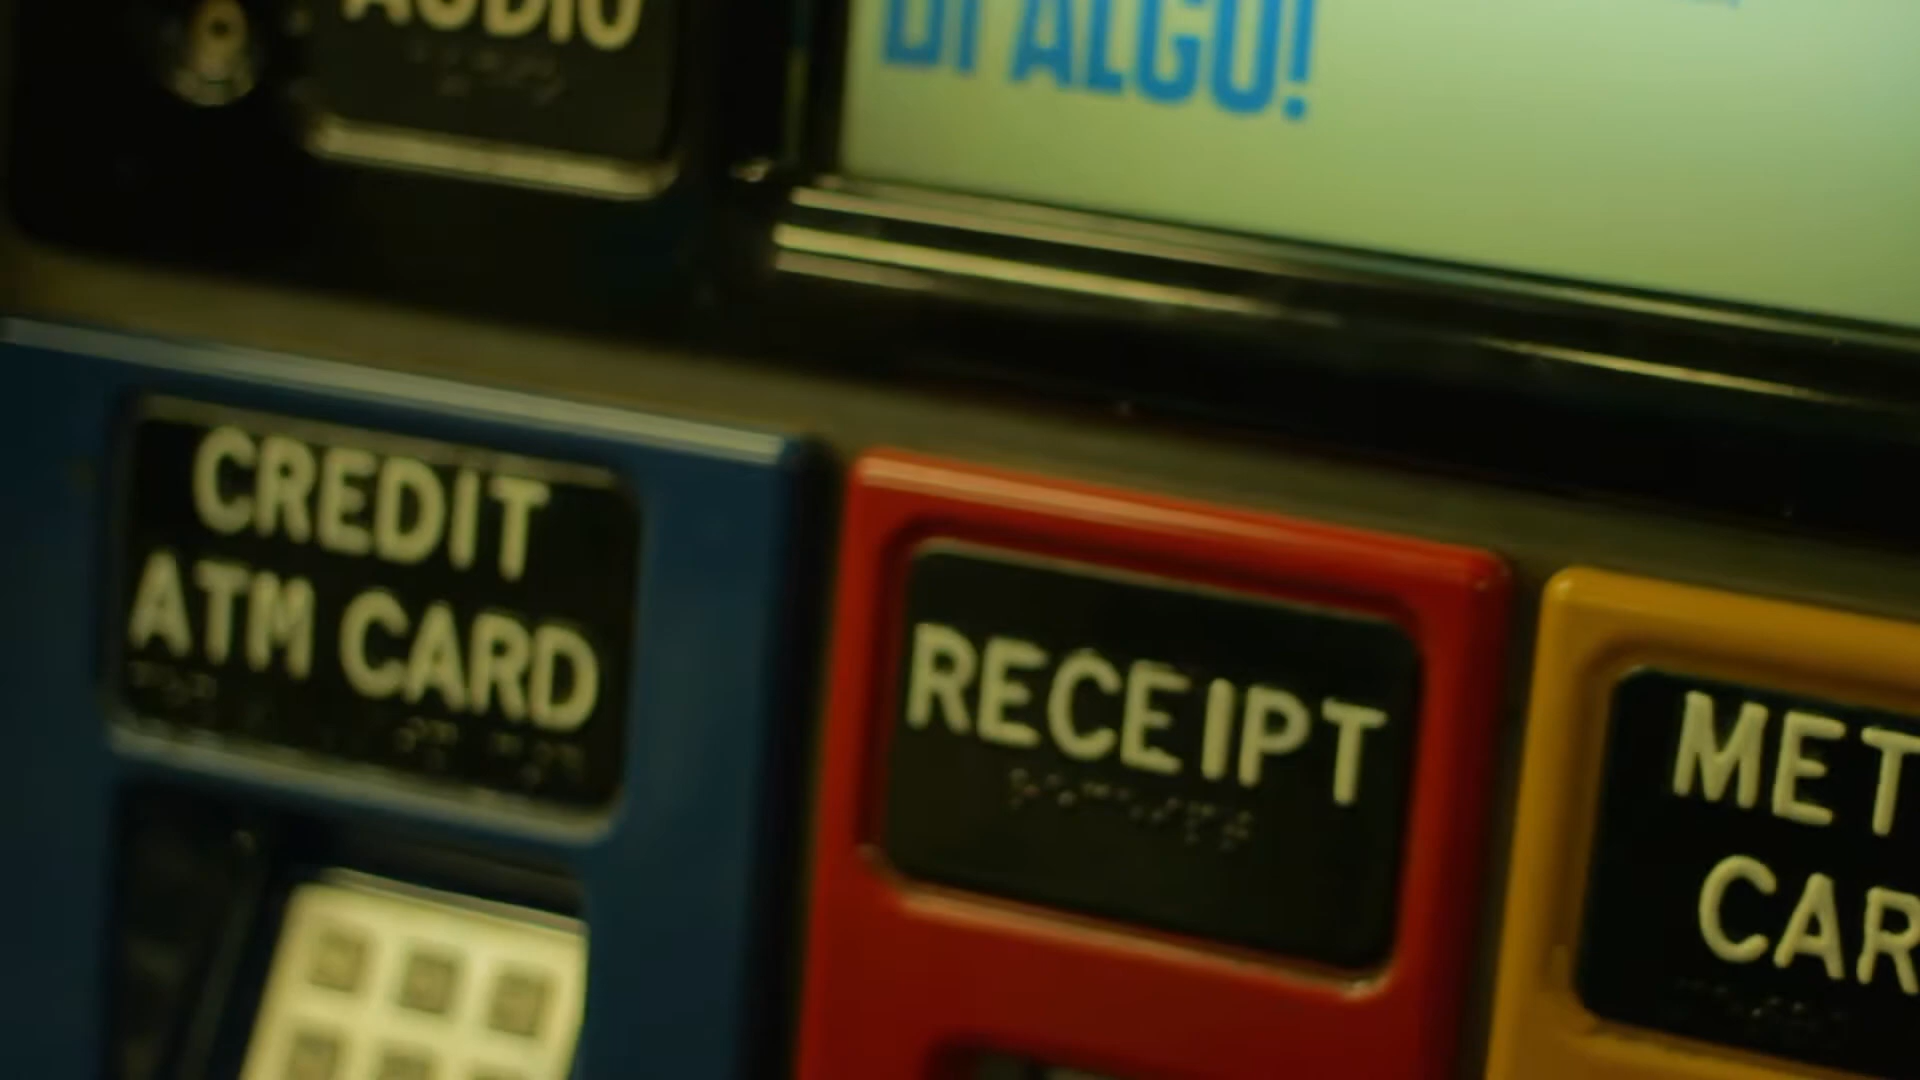 AUDIO
DI ALGO!
CREDIT
ATM CARD
RECEIPT
MET
CAR